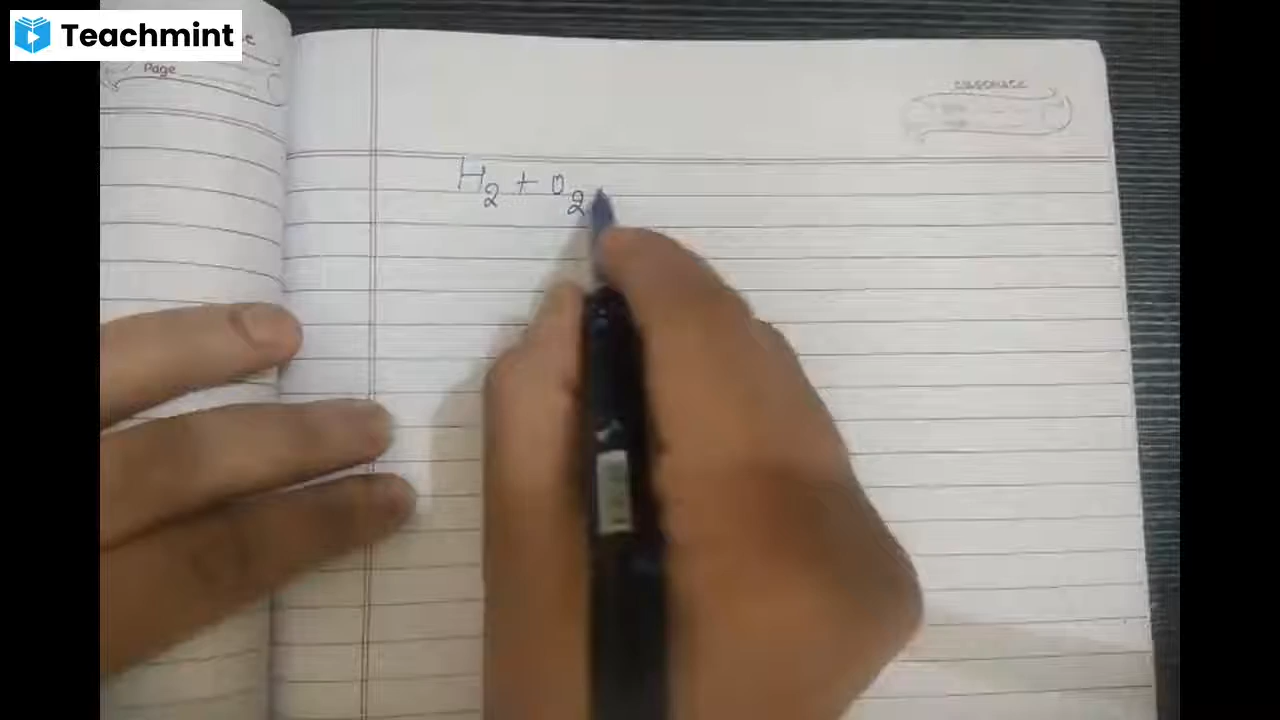 Teachmint
Page
H₂ + O₂